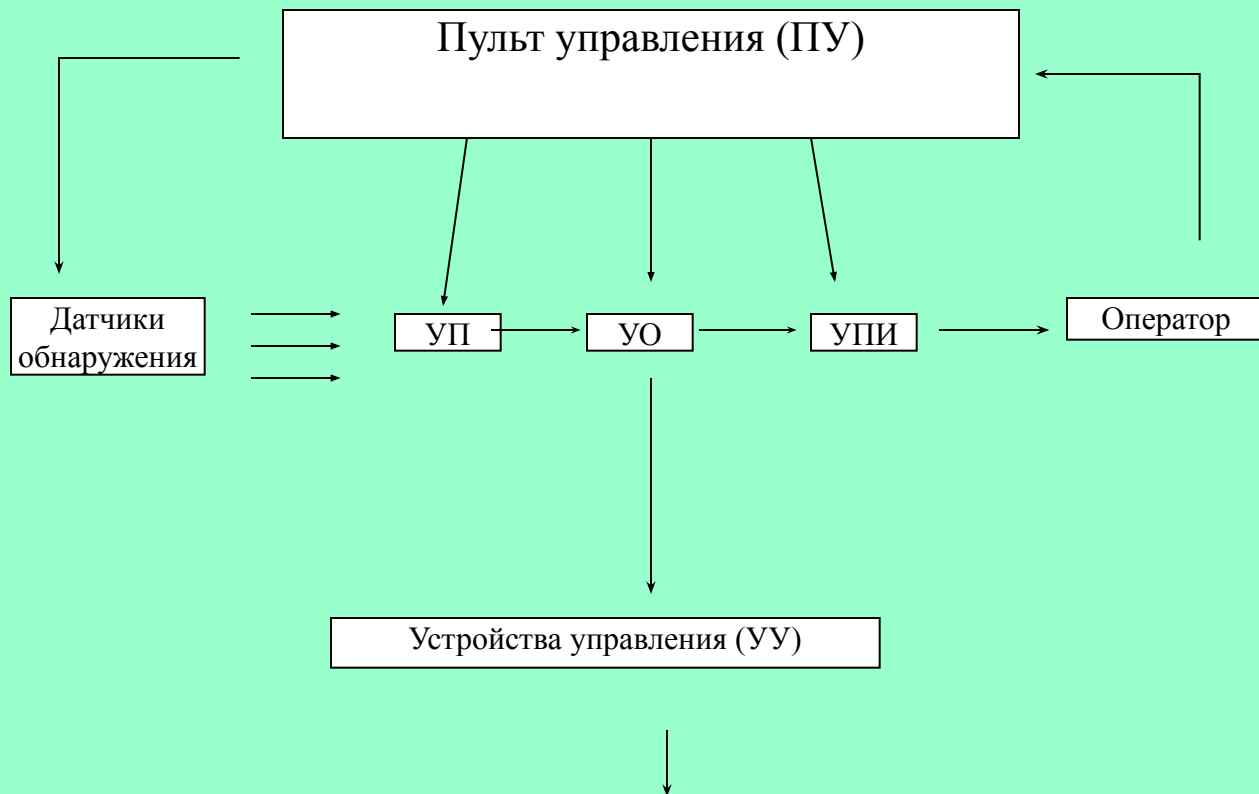 Пульт управления (ПУ)
Датчики
обнаружения
УП
УО
УПИ
Оператор
Устройства управления (УУ)